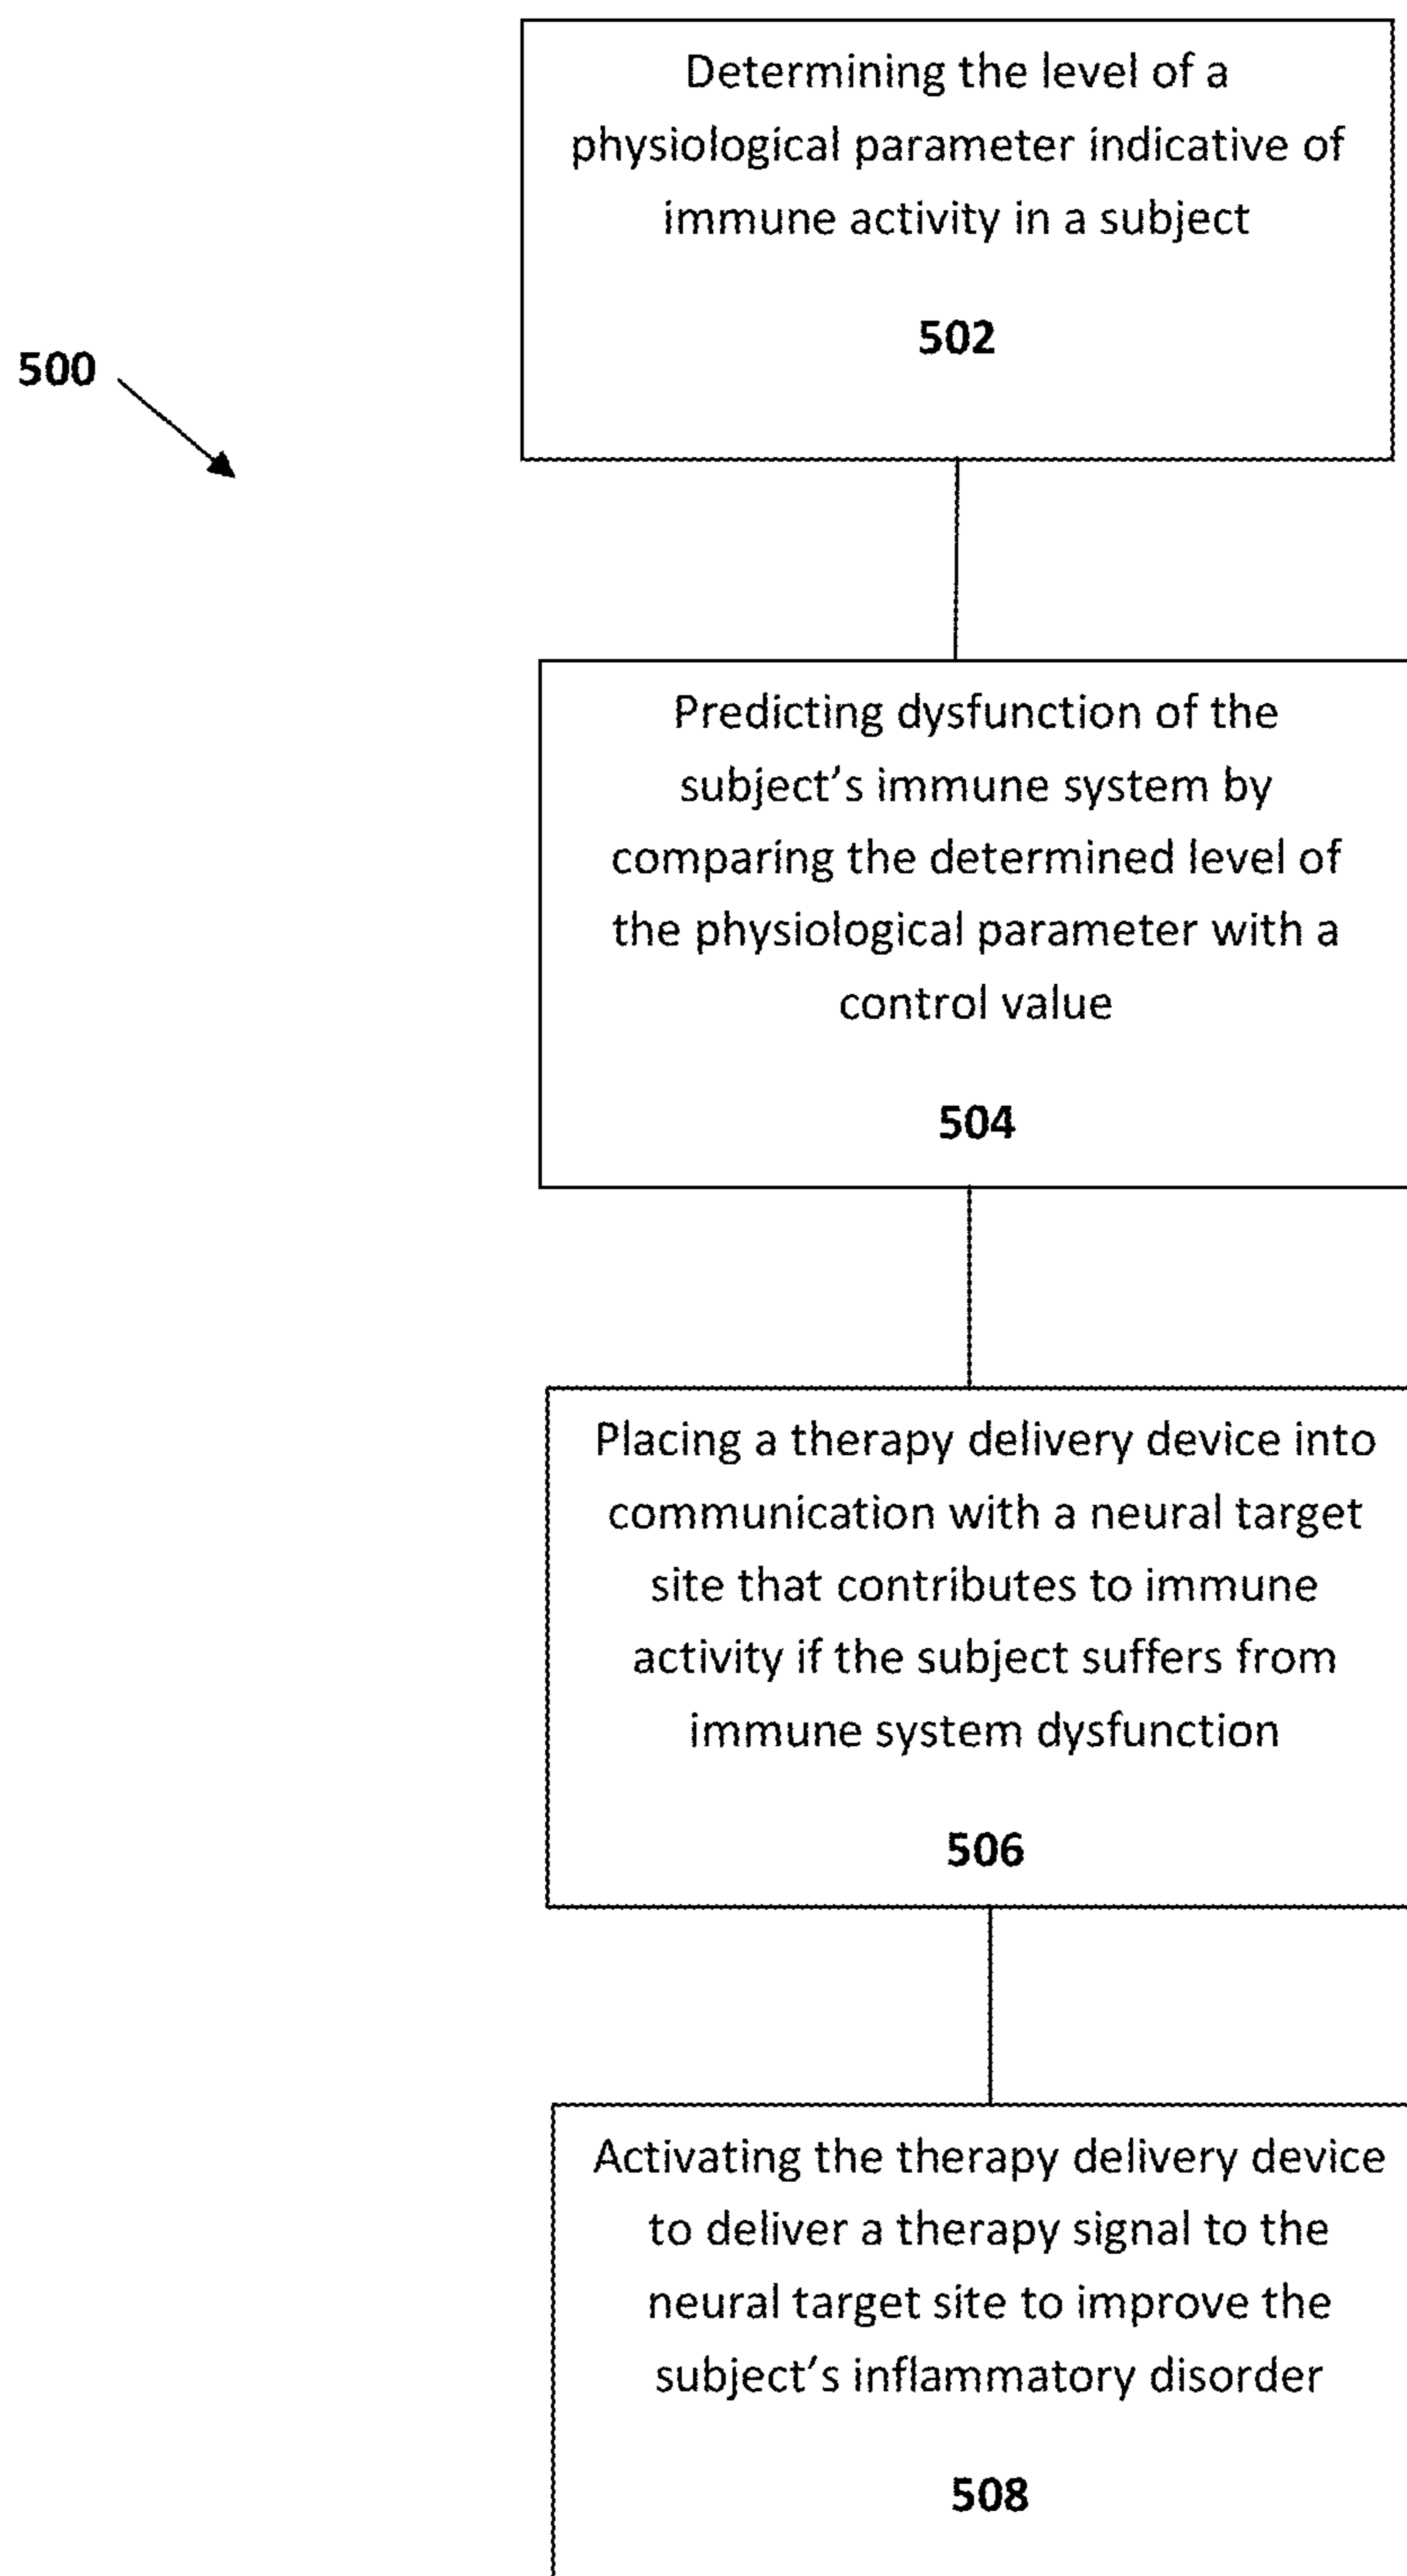 Determining the level of a
physiological parameter indicative of
immune activity in a subject
502
500
Predicting dysfunction of the
subject's immune system by
comparing the determined level of
the physiological parameter with a
control value
504
Placing a therapy delivery device into
communication with a neural target
site that contributes to immune
activity if the subject suffers from
immune system dysfunction
506
Activating the therapy delivery device
to deliver a therapy signal to the
neural target site to improve the
subject's inflammatory disorder
508